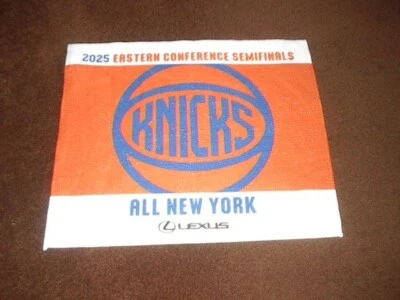 2025 EASTERN CONFERENCE SEMIFINALS
KNICKS
ALL NEW YORK
LEXUS